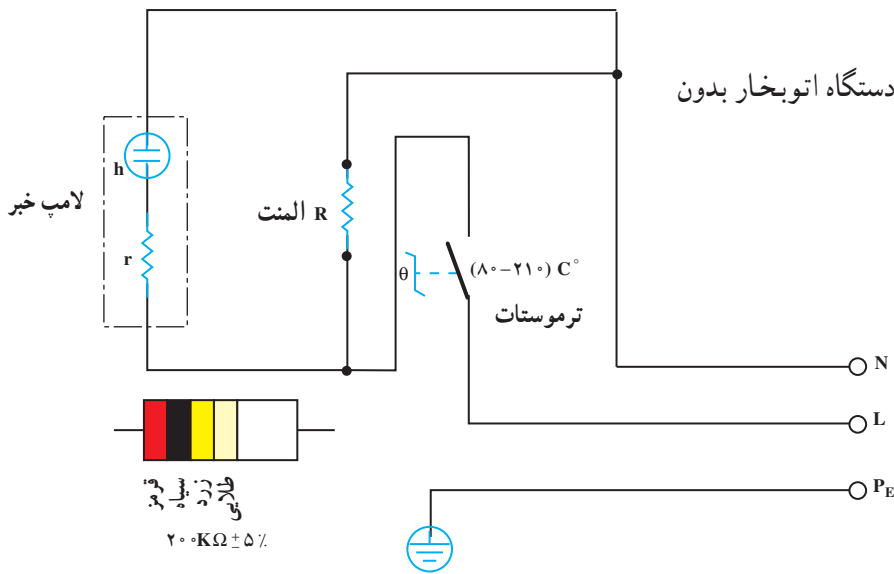 دستگاه اتوبخار بدون
h
لامپ خبر
r
المنت R
θ
(۸۰-۲۱۰) C°
ترموستات
N
L
PE
قرمز
سیاه
زرد
طلایی
۲۰۰KΩ ± ۵٪